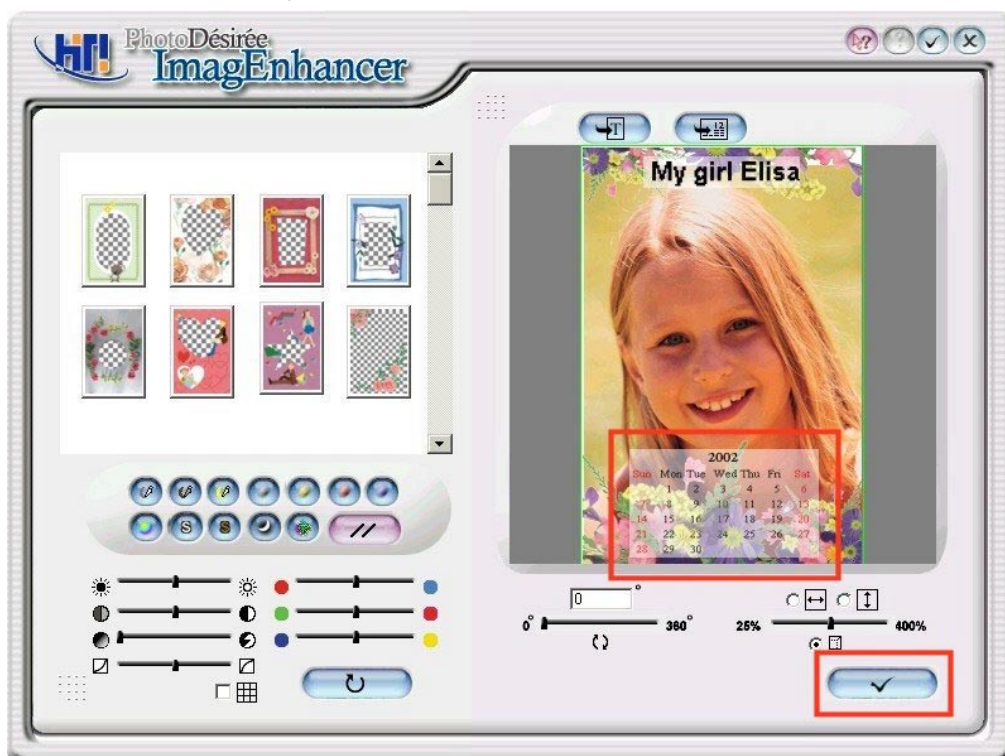 HiTi!
PhotoDésirée
ImagEnhancer
T
12
My girl Elisa
2002
Sun Mon Tue Wed Thu Fri Sat
1 2 3 4 5 6
7 8 9 10 11 12 13
14 15 16 17 18 19 20
21 22 23 24 25 26 27
28 29 30
S S
0 °
0° 360° 25% 400%